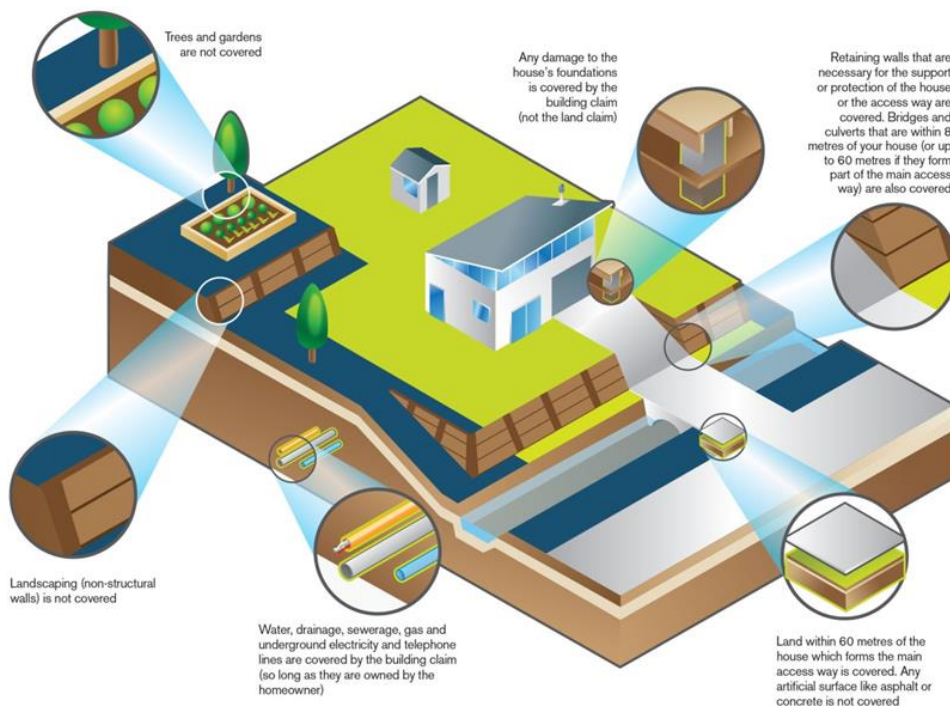 Trees and gardens
are not covered
Any damage to the
house's foundations
is covered by the
building claim
(not the land claim)
Retaining walls that are
necessary for the support
or protection of the house
or the access way are
covered. Bridges and
culverts that are within 8
metres of your house (or up
to 60 metres if they form
part of the main access
way) are also covered
Landscaping (non-structural
walls) is not covered
Water, drainage, sewerage, gas and
underground electricity and telephone
lines are covered by the building claim
(so long as they are owned by the
homeowner)
Land within 60 metres of the
house which forms the main
access way is covered. Any
artificial surface like asphalt or
concrete is not covered